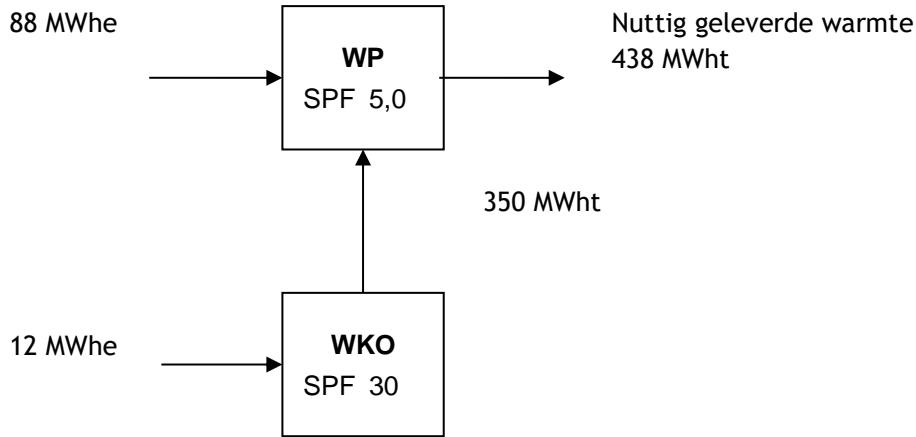 88 MWhe
WP
SPF 5,0
Nuttig geleverde warmte
438 MWht
350 MWht
12 MWhe
WKO
SPF 30